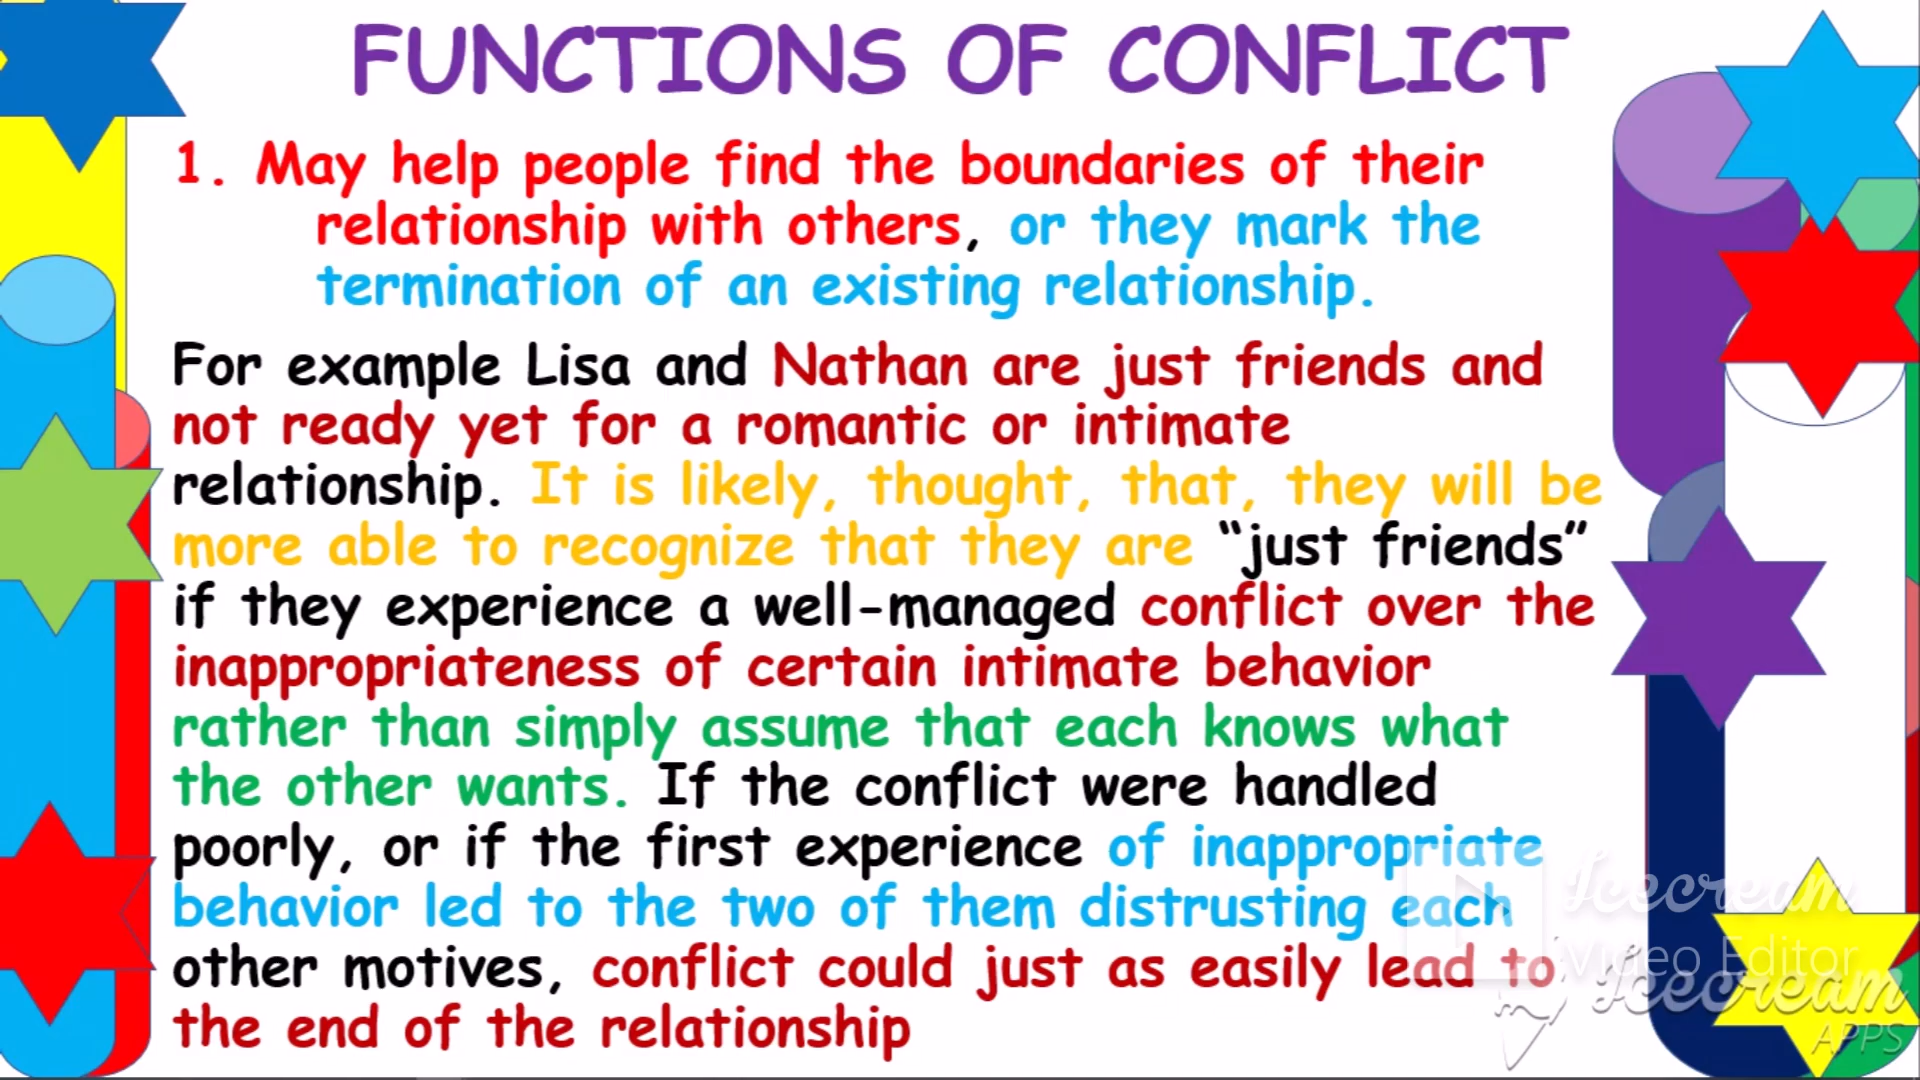 FUNCTIONS OF CONFLICT
1. May help people find the boundaries of their
relationship with others, or they mark the
termination of an existing relationship.
For example Lisa and Nathan are just friends and
not ready yet for a romantic or intimate
relationship. It is likely, thought, that, they will be
more able to recognize that they are “just friends”
if they experience a well-managed conflict over the
inappropriateness of certain intimate behavior
rather than simply assume that each knows what
the other wants. If the conflict were handled
poorly, or if the first experience of inappropriate
behavior led to the two of them distrusting each
other motives, conflict could just as easily lead to
the end of the relationship
Icecream
Video Editor
Icecream
APPS